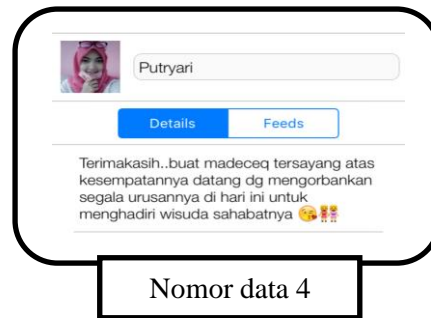 Putryari
Details Feeds
Terimakasih..buat madeceq tersayang atas
kesempatannya datang dg mengorbankan
segala urusannya di hari ini untuk
menghadiri wisuda sahabatnya 😘👭
Nomor data 4